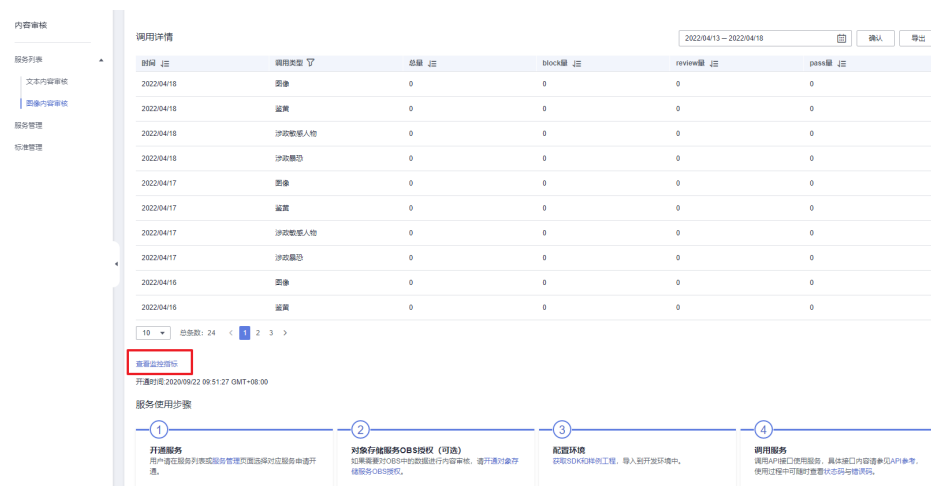 内容审核
服务列表
文本内容审核
图像内容审核
服务管理
标准管理
调用详情
2022/04/13 – 2022/04/18 确认 导出
时间 调用类型 总量 block量 review量 pass量
2022/04/18 图像 0 0 0 0
2022/04/18 鉴黄 0 0 0 0
2022/04/18 涉政敏感人物 0 0 0 0
2022/04/18 涉政暴恐 0 0 0 0
2022/04/17 图像 0 0 0 0
2022/04/17 鉴黄 0 0 0 0
2022/04/17 涉政敏感人物 0 0 0 0
2022/04/17 涉政暴恐 0 0 0 0
2022/04/16 图像 0 0 0 0
2022/04/16 鉴黄 0 0 0 0
10 总条数: 24 < 1 2 3 >
查看监控指标
开通时间:2020/09/22 09:51:27 GMT+08:00
服务使用步骤
1
开通服务
用户请在服务列表或服务管理页面选择对应服务申请开
通。
2
对象存储服务OBS授权（可选）
如果需要对OBS中的数据进行内容审核，请开通对象存
储服务OBS授权。
3
配置环境
获取SDK和样例工程，导入到开发环境中。
4
调用服务
调用API接口使用服务，具体接口内容请参见API参考，
使用过程中可随时查看状态码与错误码。